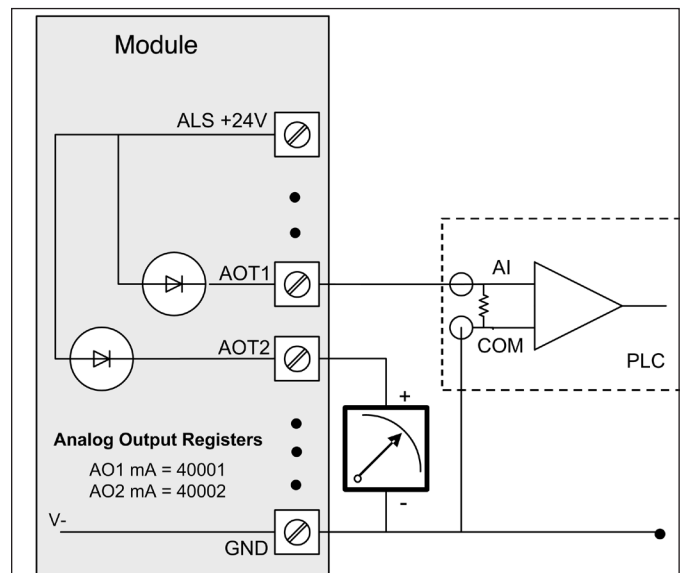 Module
ALS +24V
AOT1
AI
COM
PLC
AOT2
+
-
Analog Output Registers
AO1 mA = 40001
AO2 mA = 40002
V-
GND